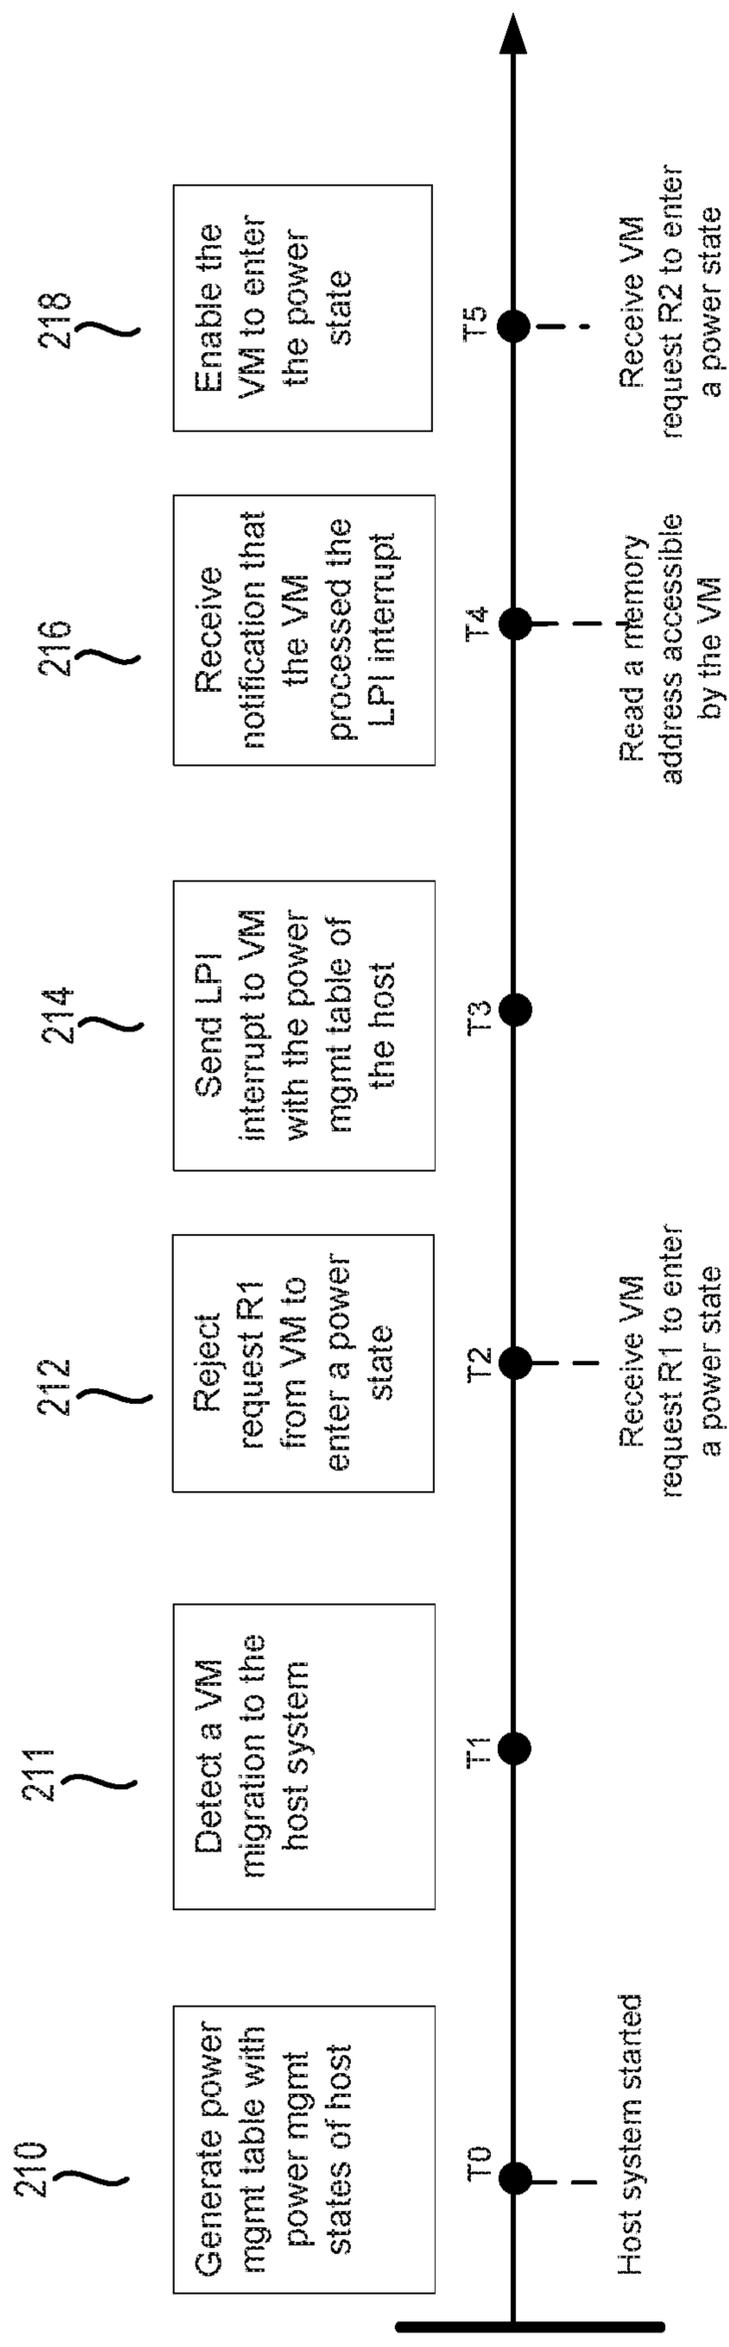 210
Generate power
mgmt table with
power mgmt
states of host
T0
Host system started
211
Detect a VM
migration to the
host system
T1
212
Reject
request R1
from VM to
enter a power
state
T2
Receive VM
request R1 to enter
a power state
214
Send LPI
interrupt to VM
with the power
mgmt table of
the host
T3
216
Receive
notification that
the VM
processed the
LPI interrupt
T4
Read a memory
address accessible
by the VM
218
Enable the
VM to enter
the power
state
T5
Receive VM
request R2 to enter
a power state